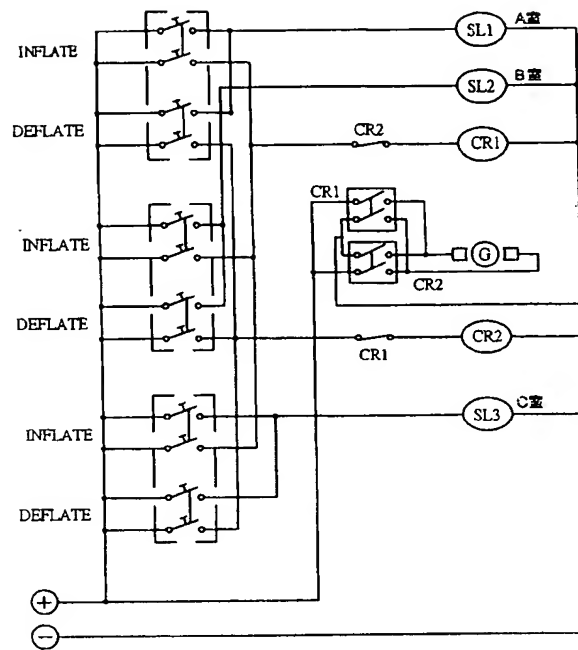 SL1 A室
INFLATE
SL2 B室
DEFLATE
CR2 CR1
CR1
INFLATE
G
CR2
DEFLATE
CR1 CR2
SL3 C室
INFLATE
DEFLATE
+
−